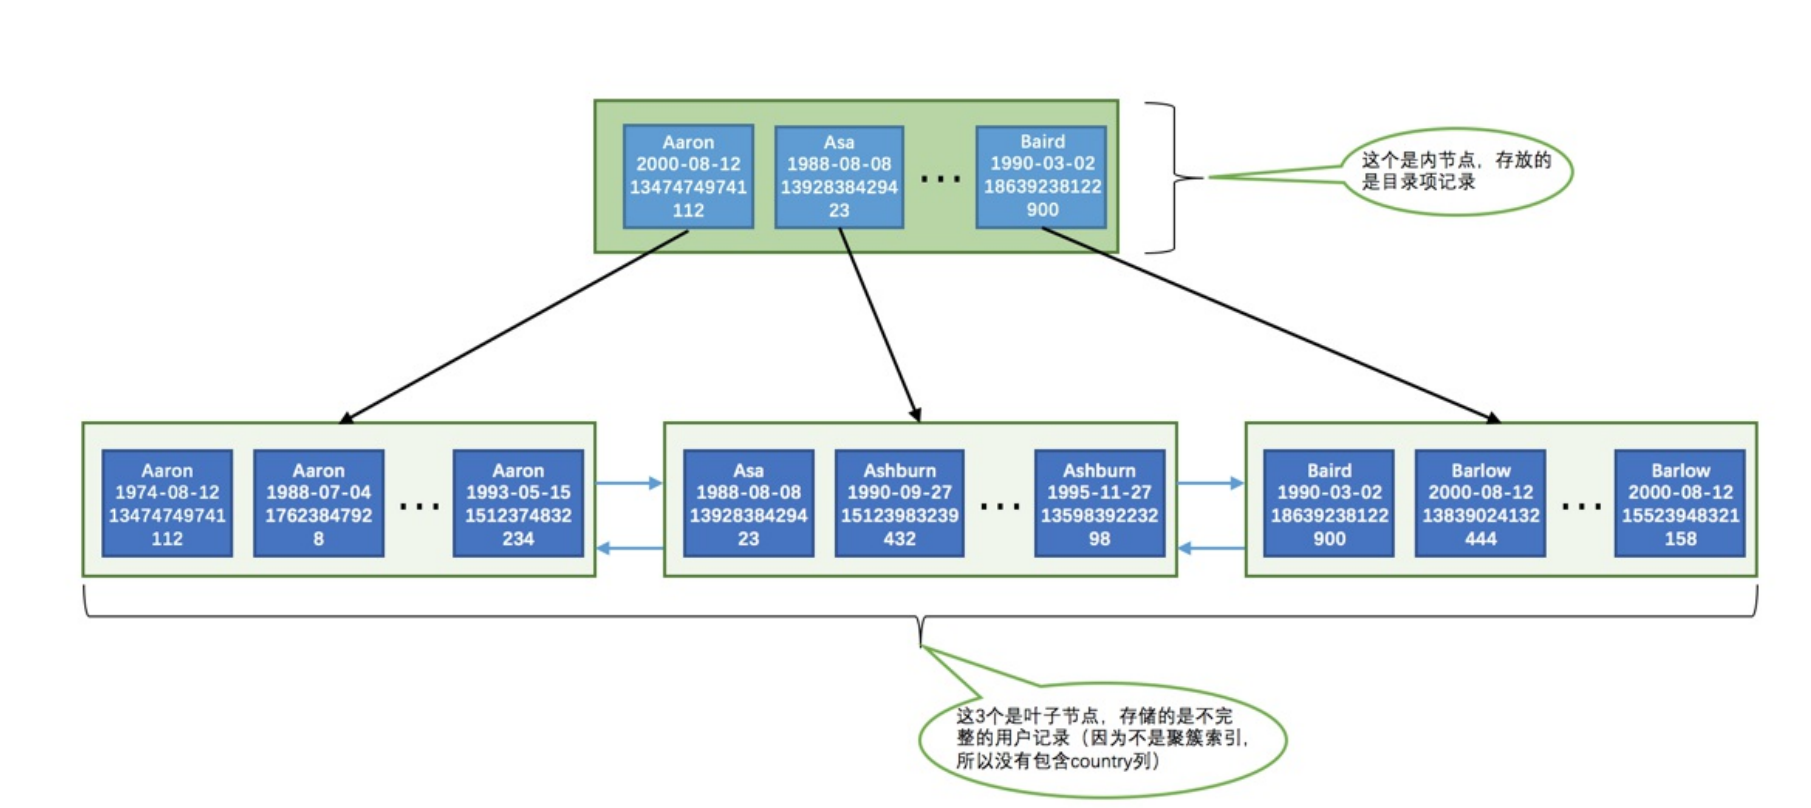 Aaron
2000-08-12
13474749741
112
Asa
1988-08-08
13928384294
23
...
Baird
1990-03-02
18639238122
900
这个是内节点，存放的
是目录项记录
Aaron
1974-08-12
13474749741
112
Aaron
1988-07-04
1762384792
8
...
Aaron
1993-05-15
1512374832
234
Asa
1988-08-08
13928384294
23
Ashburn
1990-09-27
15123983239
432
...
Ashburn
1995-11-27
13598392232
98
Baird
1990-03-02
18639238122
900
Barlow
2000-08-12
13839024132
444
...
Barlow
2000-08-12
15523948321
158
这3个是叶子节点，存储的是不完
整的用户记录（因为不是聚簇索引，
所以没有包含country列）